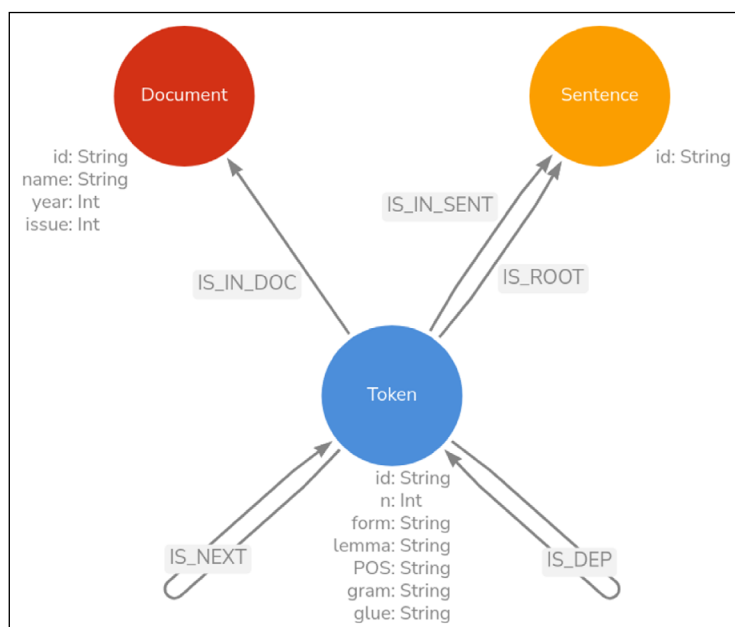 Document
Sentence
id: String
name: String
year: Int
issue: Int
id: String
IS_IN_SENT
IS_IN_DOC
IS_ROOT
Token
id: String
n: Int
form: String
lemma: String
POS: String
gram: String
glue: String
IS_NEXT
IS_DEP